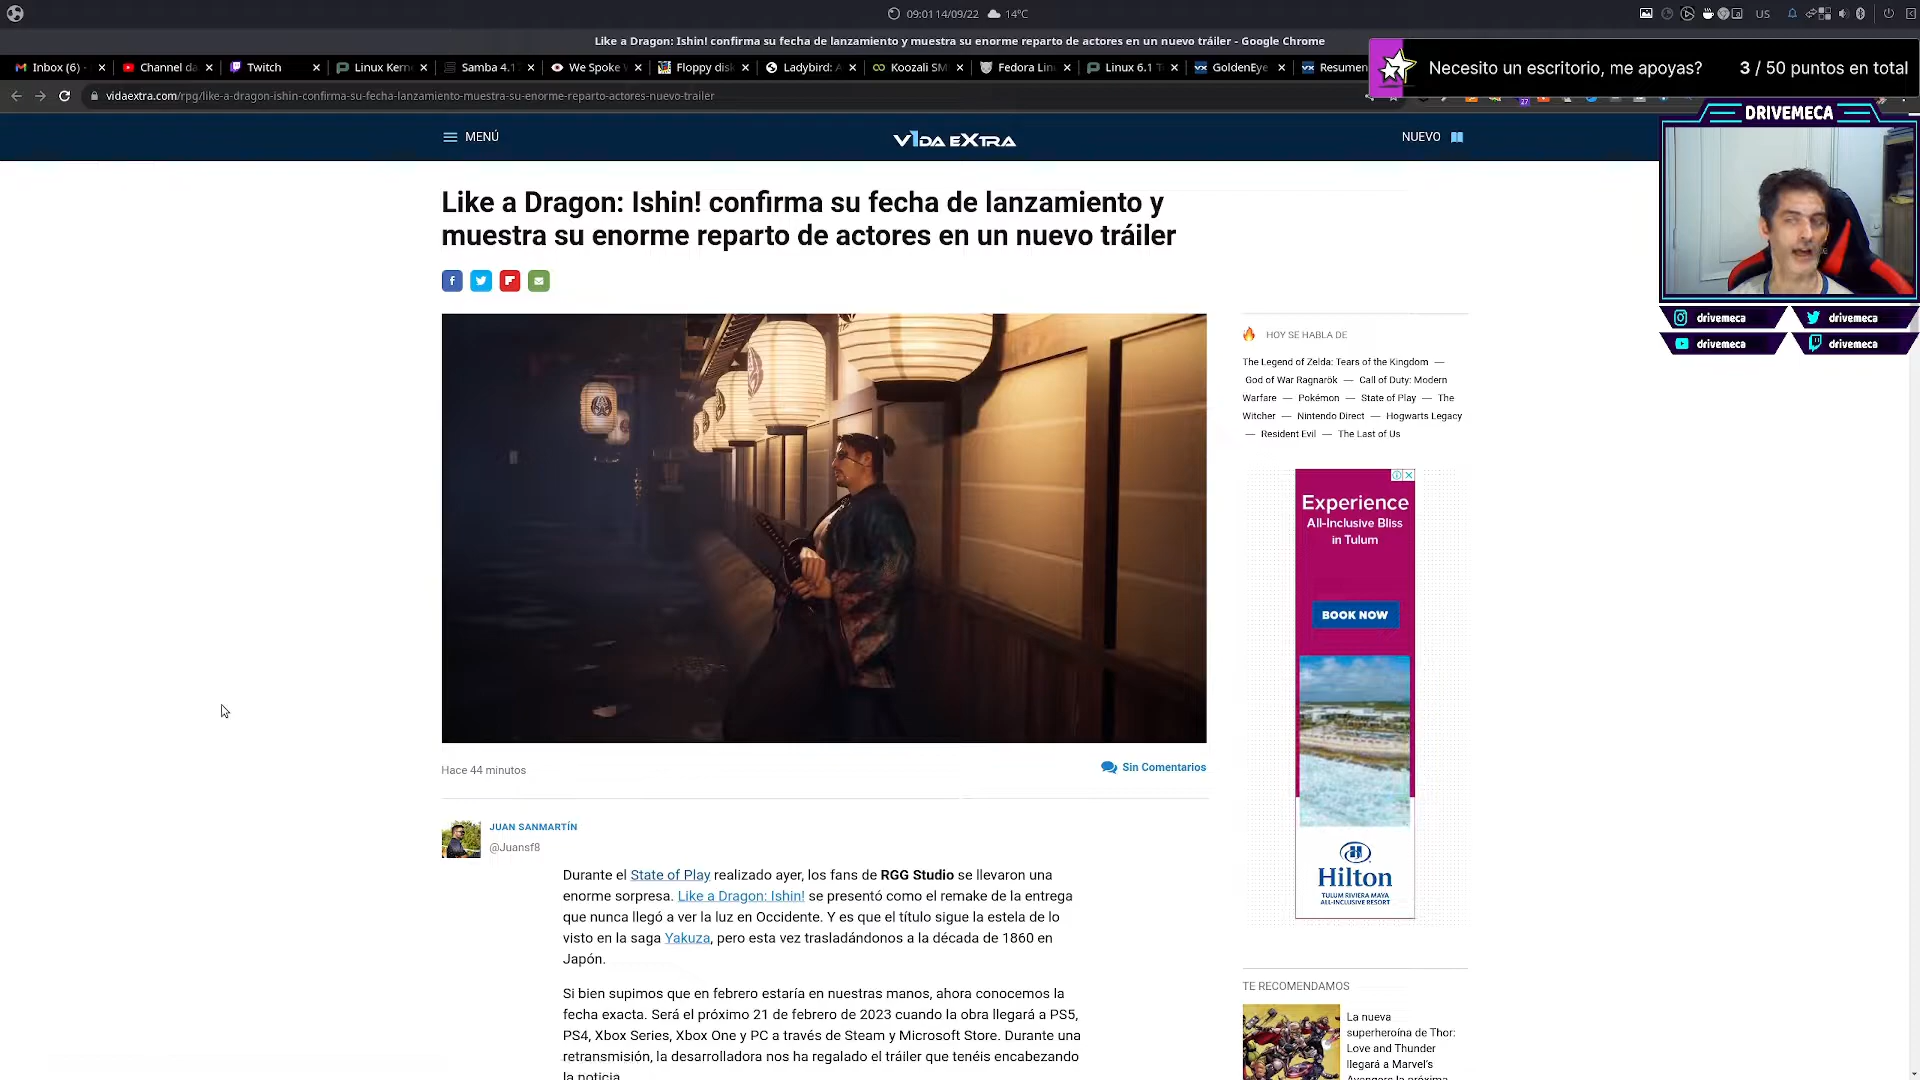 09:01 14/09/22 14°C
US
Like a Dragon: Ishin! confirma su fecha de lanzamiento y muestra su enorme reparto de actores en un nuevo tráiler - Google Chrome
Inbox (6) Channel da Twitch Linux Kern Samba 4.1 We Spoke Floppy disk Ladybird: A Koozali SM Fedora Lin Linux 6.1 T GoldenEye Resumen
Necesito un escritorio, me apoyas? 3 / 50 puntos en total
vidaextra.com/rpg/like-a-dragon-ishin-confirma-su-fecha-lanzamiento-muestra-su-enorme-reparto-actores-nuevo-trailer
27
DRIVEMECA
MENÚ
VIDA EXTRA
NUEVO
Like a Dragon: Ishin! confirma su fecha de lanzamiento y
muestra su enorme reparto de actores en un nuevo tráiler
drivemeca drivemeca
drivemeca drivemeca
HOY SE HABLA DE
The Legend of Zelda: Tears of the Kingdom —
God of War Ragnarök — Call of Duty: Modern
Warfare — Pokémon — State of Play — The
Witcher — Nintendo Direct — Hogwarts Legacy
— Resident Evil — The Last of Us
Experience
All-Inclusive Bliss
in Tulum
BOOK NOW
Hilton
TULUM RIVIERA MAYA
ALL-INCLUSIVE RESORT
Hace 44 minutos
Sin Comentarios
JUAN SANMARTÍN
@Juansf8
Durante el State of Play realizado ayer, los fans de RGG Studio se llevaron una
enorme sorpresa. Like a Dragon: Ishin! se presentó como el remake de la entrega
que nunca llegó a ver la luz en Occidente. Y es que el título sigue la estela de lo
visto en la saga Yakuza, pero esta vez trasladándonos a la década de 1860 en
Japón.
Si bien supimos que en febrero estaría en nuestras manos, ahora conocemos la
fecha exacta. Será el próximo 21 de febrero de 2023 cuando la obra llegará a PS5,
PS4, Xbox Series, Xbox One y PC a través de Steam y Microsoft Store. Durante una
retransmisión, la desarrolladora nos ha regalado el tráiler que tenéis encabezando
la noticia.
TE RECOMENDAMOS
La nueva
superheroína de Thor:
Love and Thunder
llegará a Marvel's
Avengers la próxima